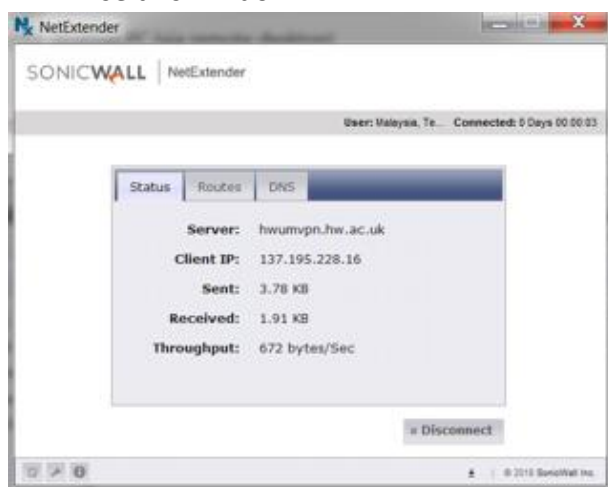 NetExtender
SONICWALL | NetExtender
User: Malaysia, Te... Connected: 0 Days 00:00:03
Status Routes DNS
Server: hwumvpn.hw.ac.uk
Client IP: 137.195.228.16
Sent: 3.78 KB
Received: 1.91 KB
Throughput: 672 bytes/Sec
» Disconnect
SonicWall Inc.